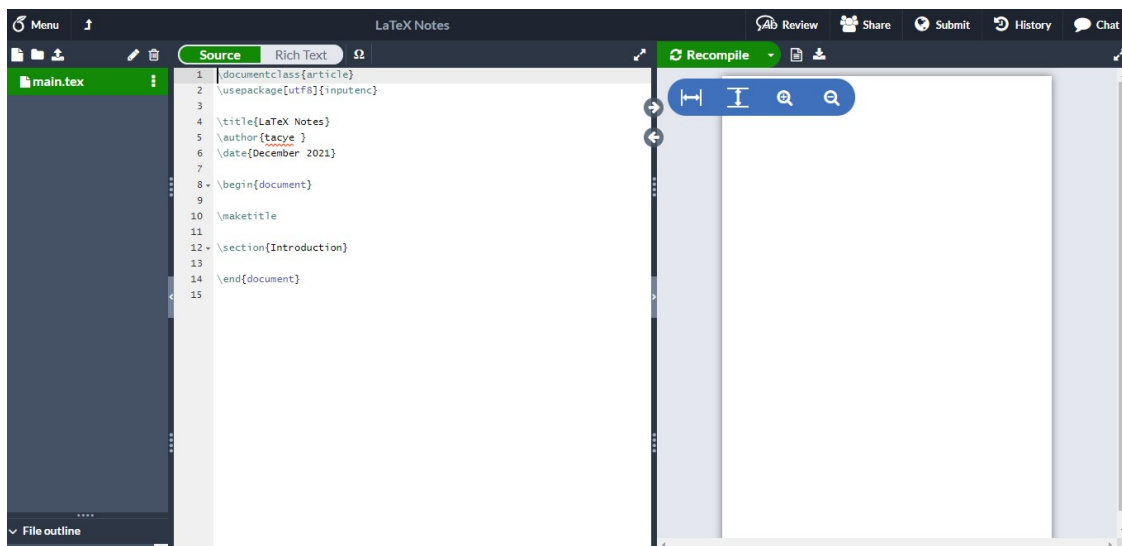 Menu
LaTeX Notes
Review
Share
Submit
History
Chat
main.tex
Source
Rich Text
Ω
Recompile
1 \documentclass{article}
2 \usepackage[utf8]{inputenc}
3
4 \title{LaTeX Notes}
5 \author{tacye }
6 \date{December 2021}
7
8 \begin{document}
9
10 \maketitle
11
12 \section{Introduction}
13
14 \end{document}
15
File outline